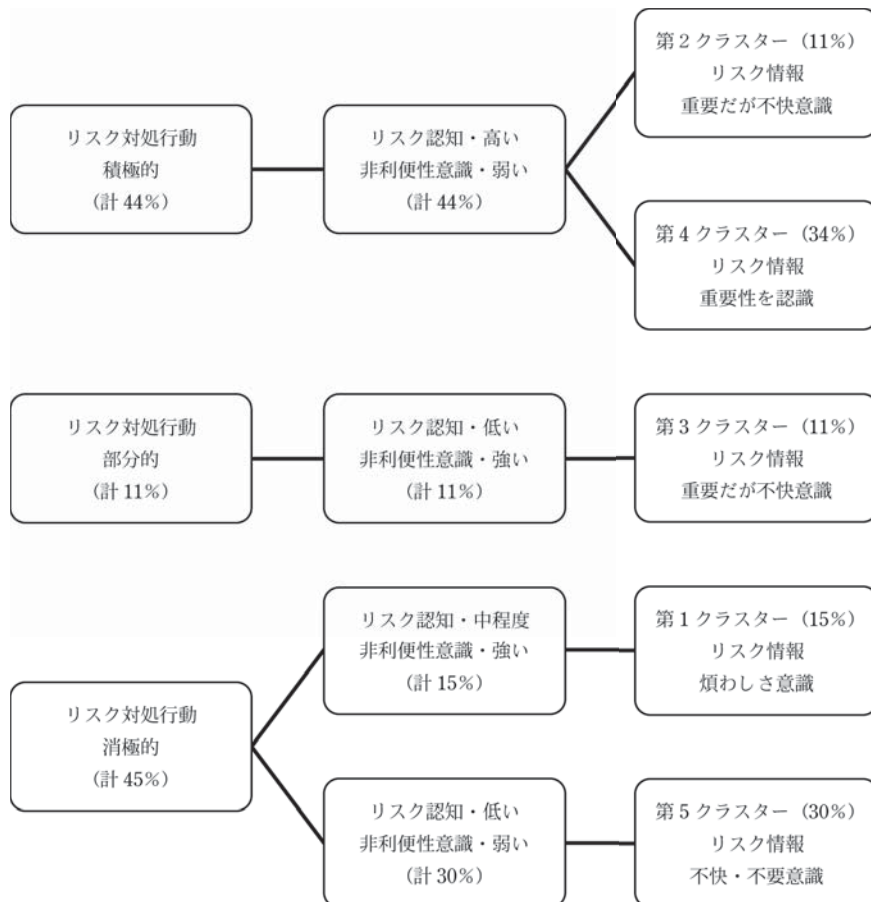 リスク対処行動
積極的
(計 44%)
リスク認知・高い
非利便性意識・弱い
(計 44%)
第 2 クラスター (11%)
リスク情報
重要だが不快意識
第 4 クラスター (34%)
リスク情報
重要性を認識
リスク対処行動
部分的
(計 11%)
リスク認知・低い
非利便性意識・強い
(計 11%)
第 3 クラスター (11%)
リスク情報
重要だが不快意識
リスク対処行動
消極的
(計 45%)
リスク認知・中程度
非利便性意識・強い
(計 15%)
第 1 クラスター (15%)
リスク情報
煩わしさ意識
リスク認知・低い
非利便性意識・弱い
(計 30%)
第 5 クラスター (30%)
リスク情報
不快・不要意識